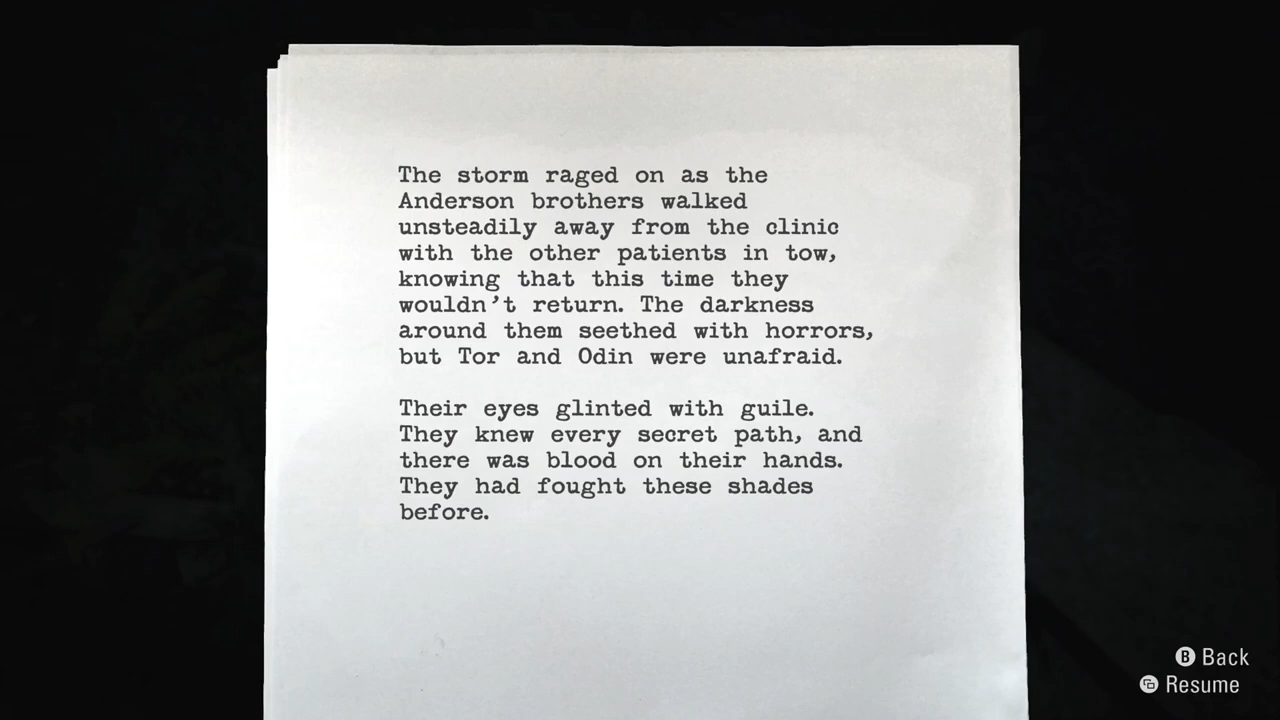 The storm raged on as the
Anderson brothers walked
unsteadily away from the clinic
with the other patients in tow,
knowing that this time they
wouldn't return. The darkness
around them seethed with horrors,
but Tor and Odin were unafraid.
Their eyes glinted with guile.
They knew every secret path, and
there was blood on their hands.
They had fought these shades
before.
B Back
Resume